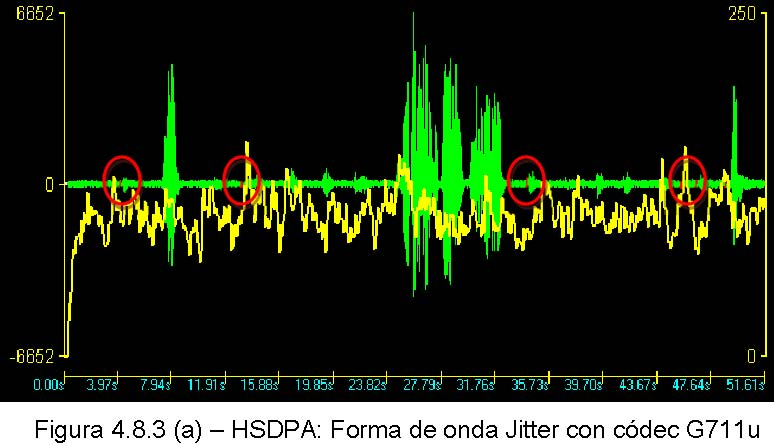 6652 250
0
-6652 0
0.00s 3.97s 7.94s 11.91s 15.88s 19.85s 23.82s 27.79s 31.76s 35.73s 39.70s 43.67s 47.64s 51.61s
Figura 4.8.3 (a) – HSDPA: Forma de onda Jitter con códec G711u